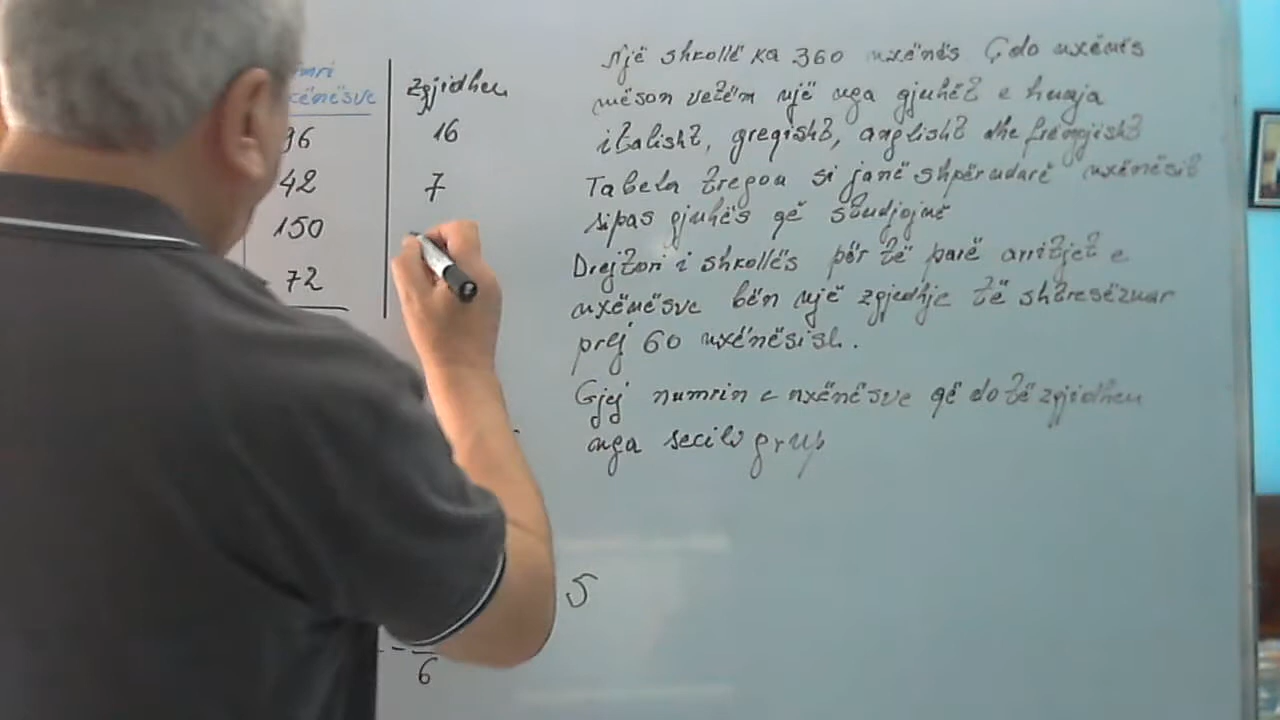 zgjidhen
96 16
42 7
150
72
Një shkollë ka 360 nxënës Çdo nxënës
mëson vetëm një nga gjuhët e huaja
italisht, greqisht, anglisht dhe frëngjisht
Tabela tregon si janë shpërndarë nxënësit
sipas gjuhës që studjojnë
Drejtori i shkollës për të parë arritjet e
nxënësve bën një zgjedhje të shtresëzuar
prej 60 nxënësish.
Gjej numrin e nxënësve që do të zgjidhen
nga secili grup
5
6